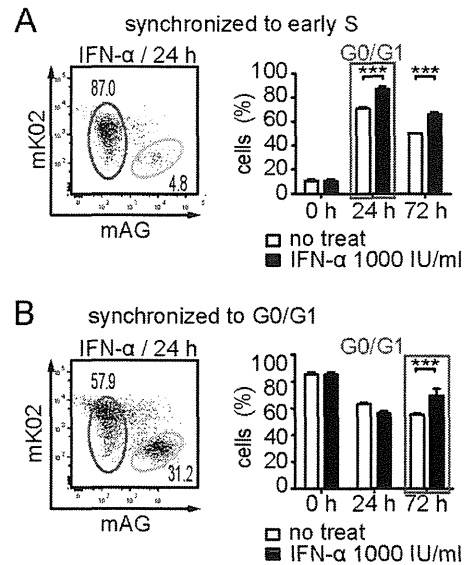 A synchronized to early S
IFN-α / 24 h
87.0
4.8
mK02
mAG
G0/G1
*** ***
cells (%)
100
80
60
40
20
0
0 h 24 h 72 h
no treat
IFN-α 1000 IU/ml
B synchronized to G0/G1
IFN-α / 24 h
57.9
31.2
mK02
mAG
G0/G1
***
cells (%)
100
80
60
40
20
0
0 h 24 h 72 h
no treat
IFN-α 1000 IU/ml